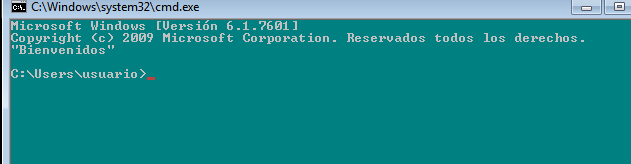 C:\Windows\system32\cmd.exe
Microsoft Windows [Versión 6.1.7601]
Copyright (c) 2009 Microsoft Corporation. Reservados todos los derechos.
"Bienvenidos"
C:\Users\usuario>_